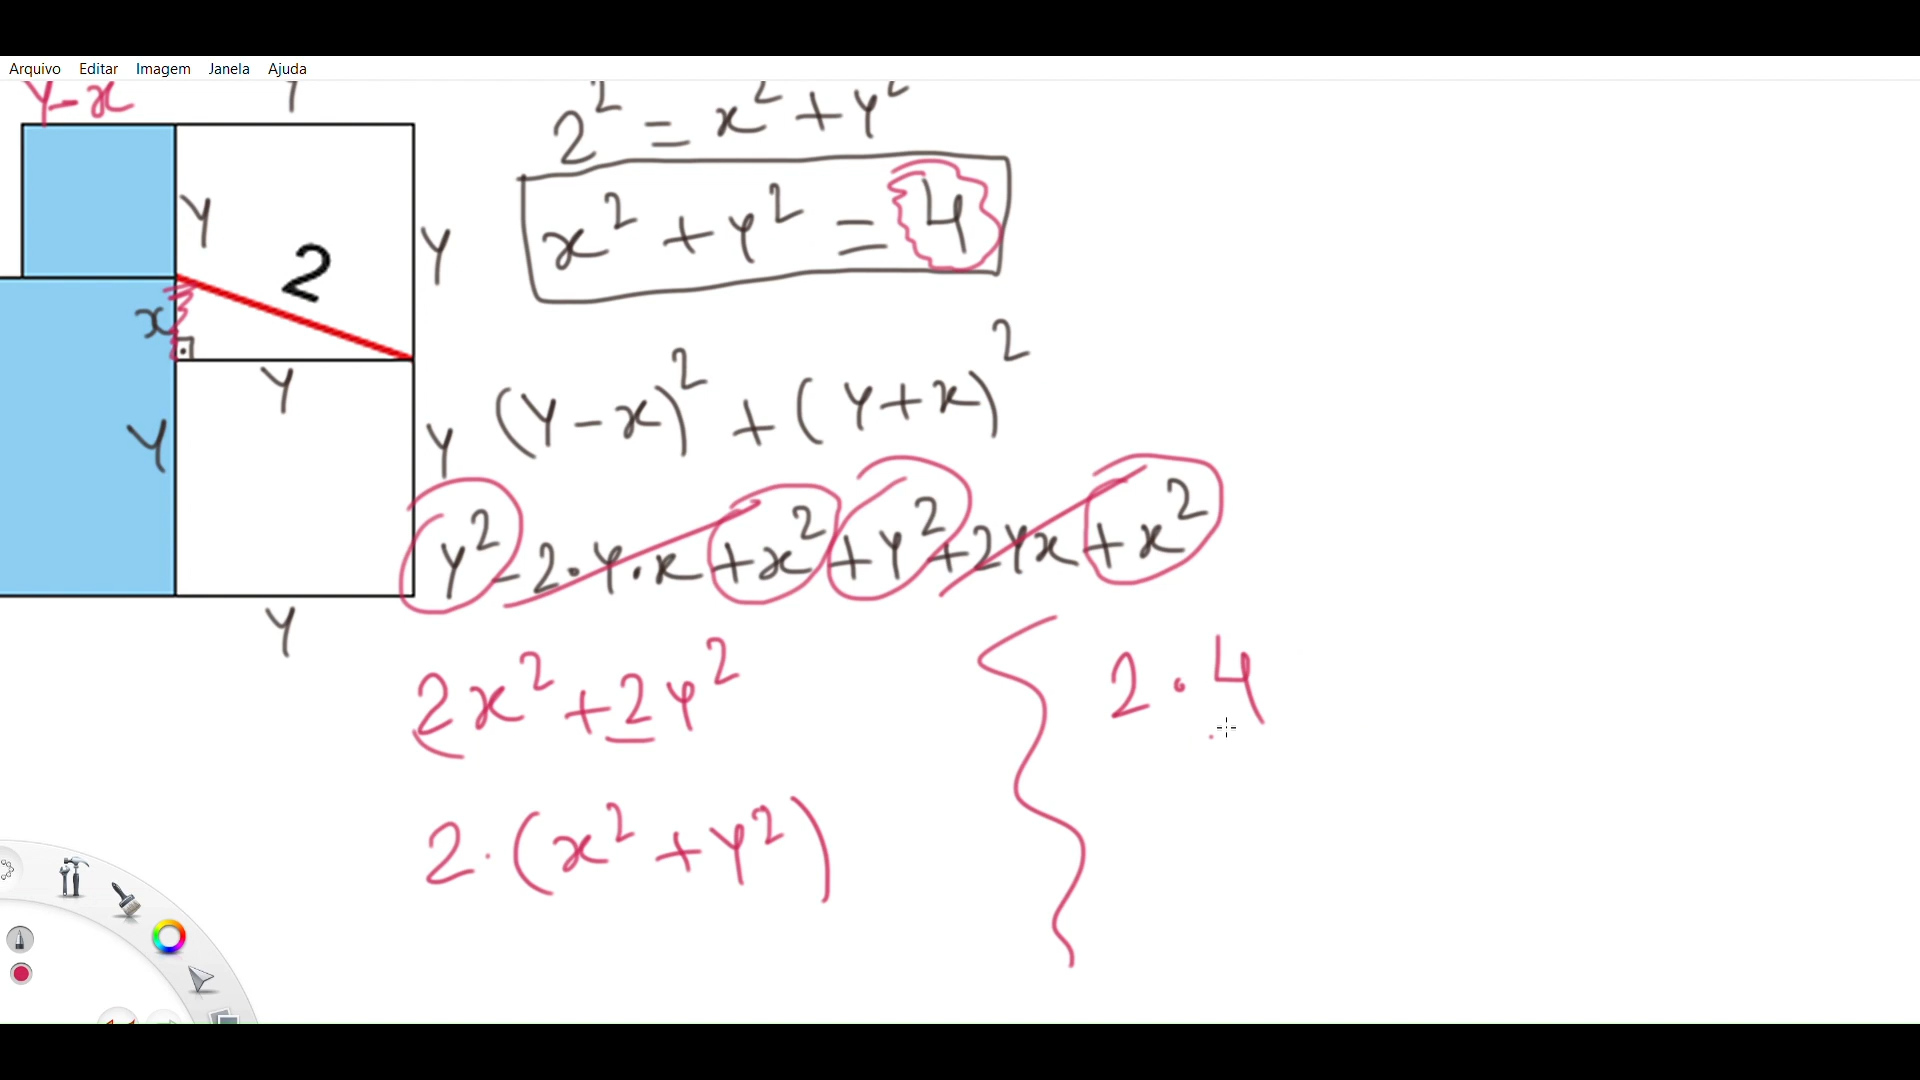 Arquivo Editar Imagem Janela Ajuda
y-x
y
2² = x² + y²
x² + y² = 4
y
y
2
x
y
(y-x)² + (y+x)²
y
y
y² - 2·y·x + x² + y² + 2yx + x²
y
2x² + 2y²
2·4
2·(x² + y²)